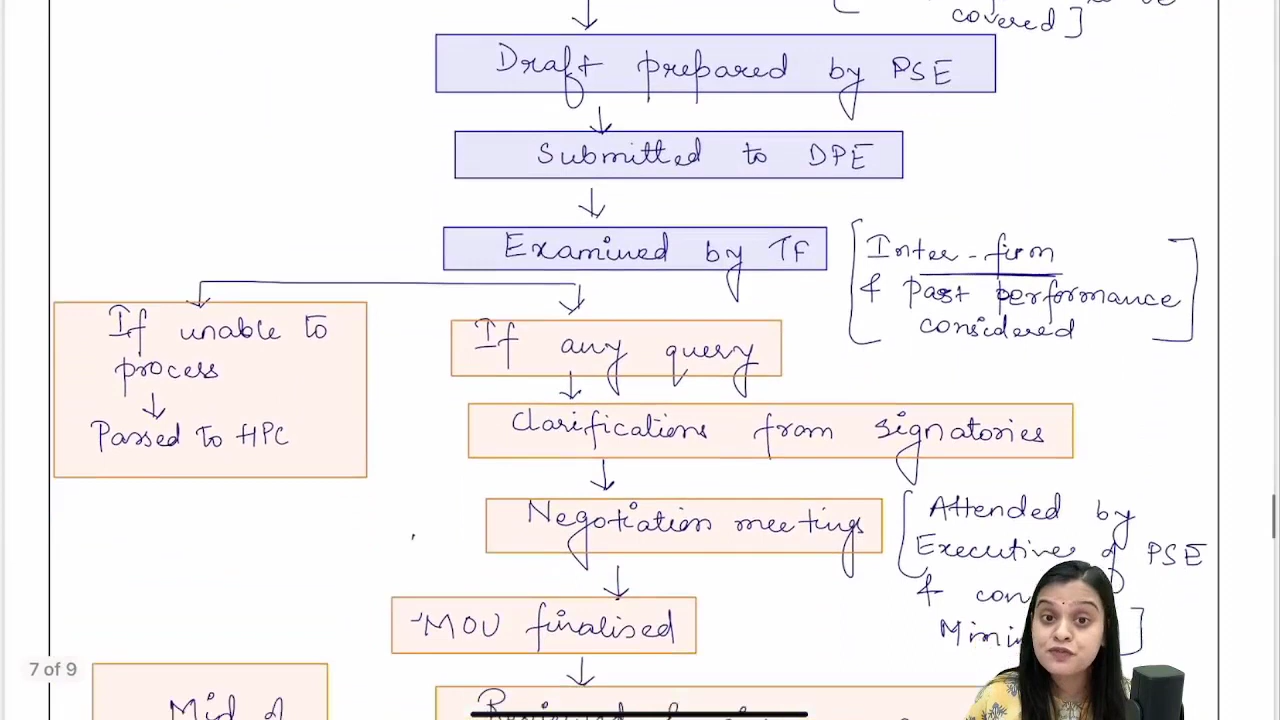 covered]
Draft prepared by PSE
Submitted to DPE
Examined by TF
[Inter-firm
& past performance
considered]
If unable to
process
Passed to HPC
If any query
Clarifications from signatories
Negotiation meetings
[Attended by
Executives of PSE
&
MOU finalised
7 of 9
Mid of